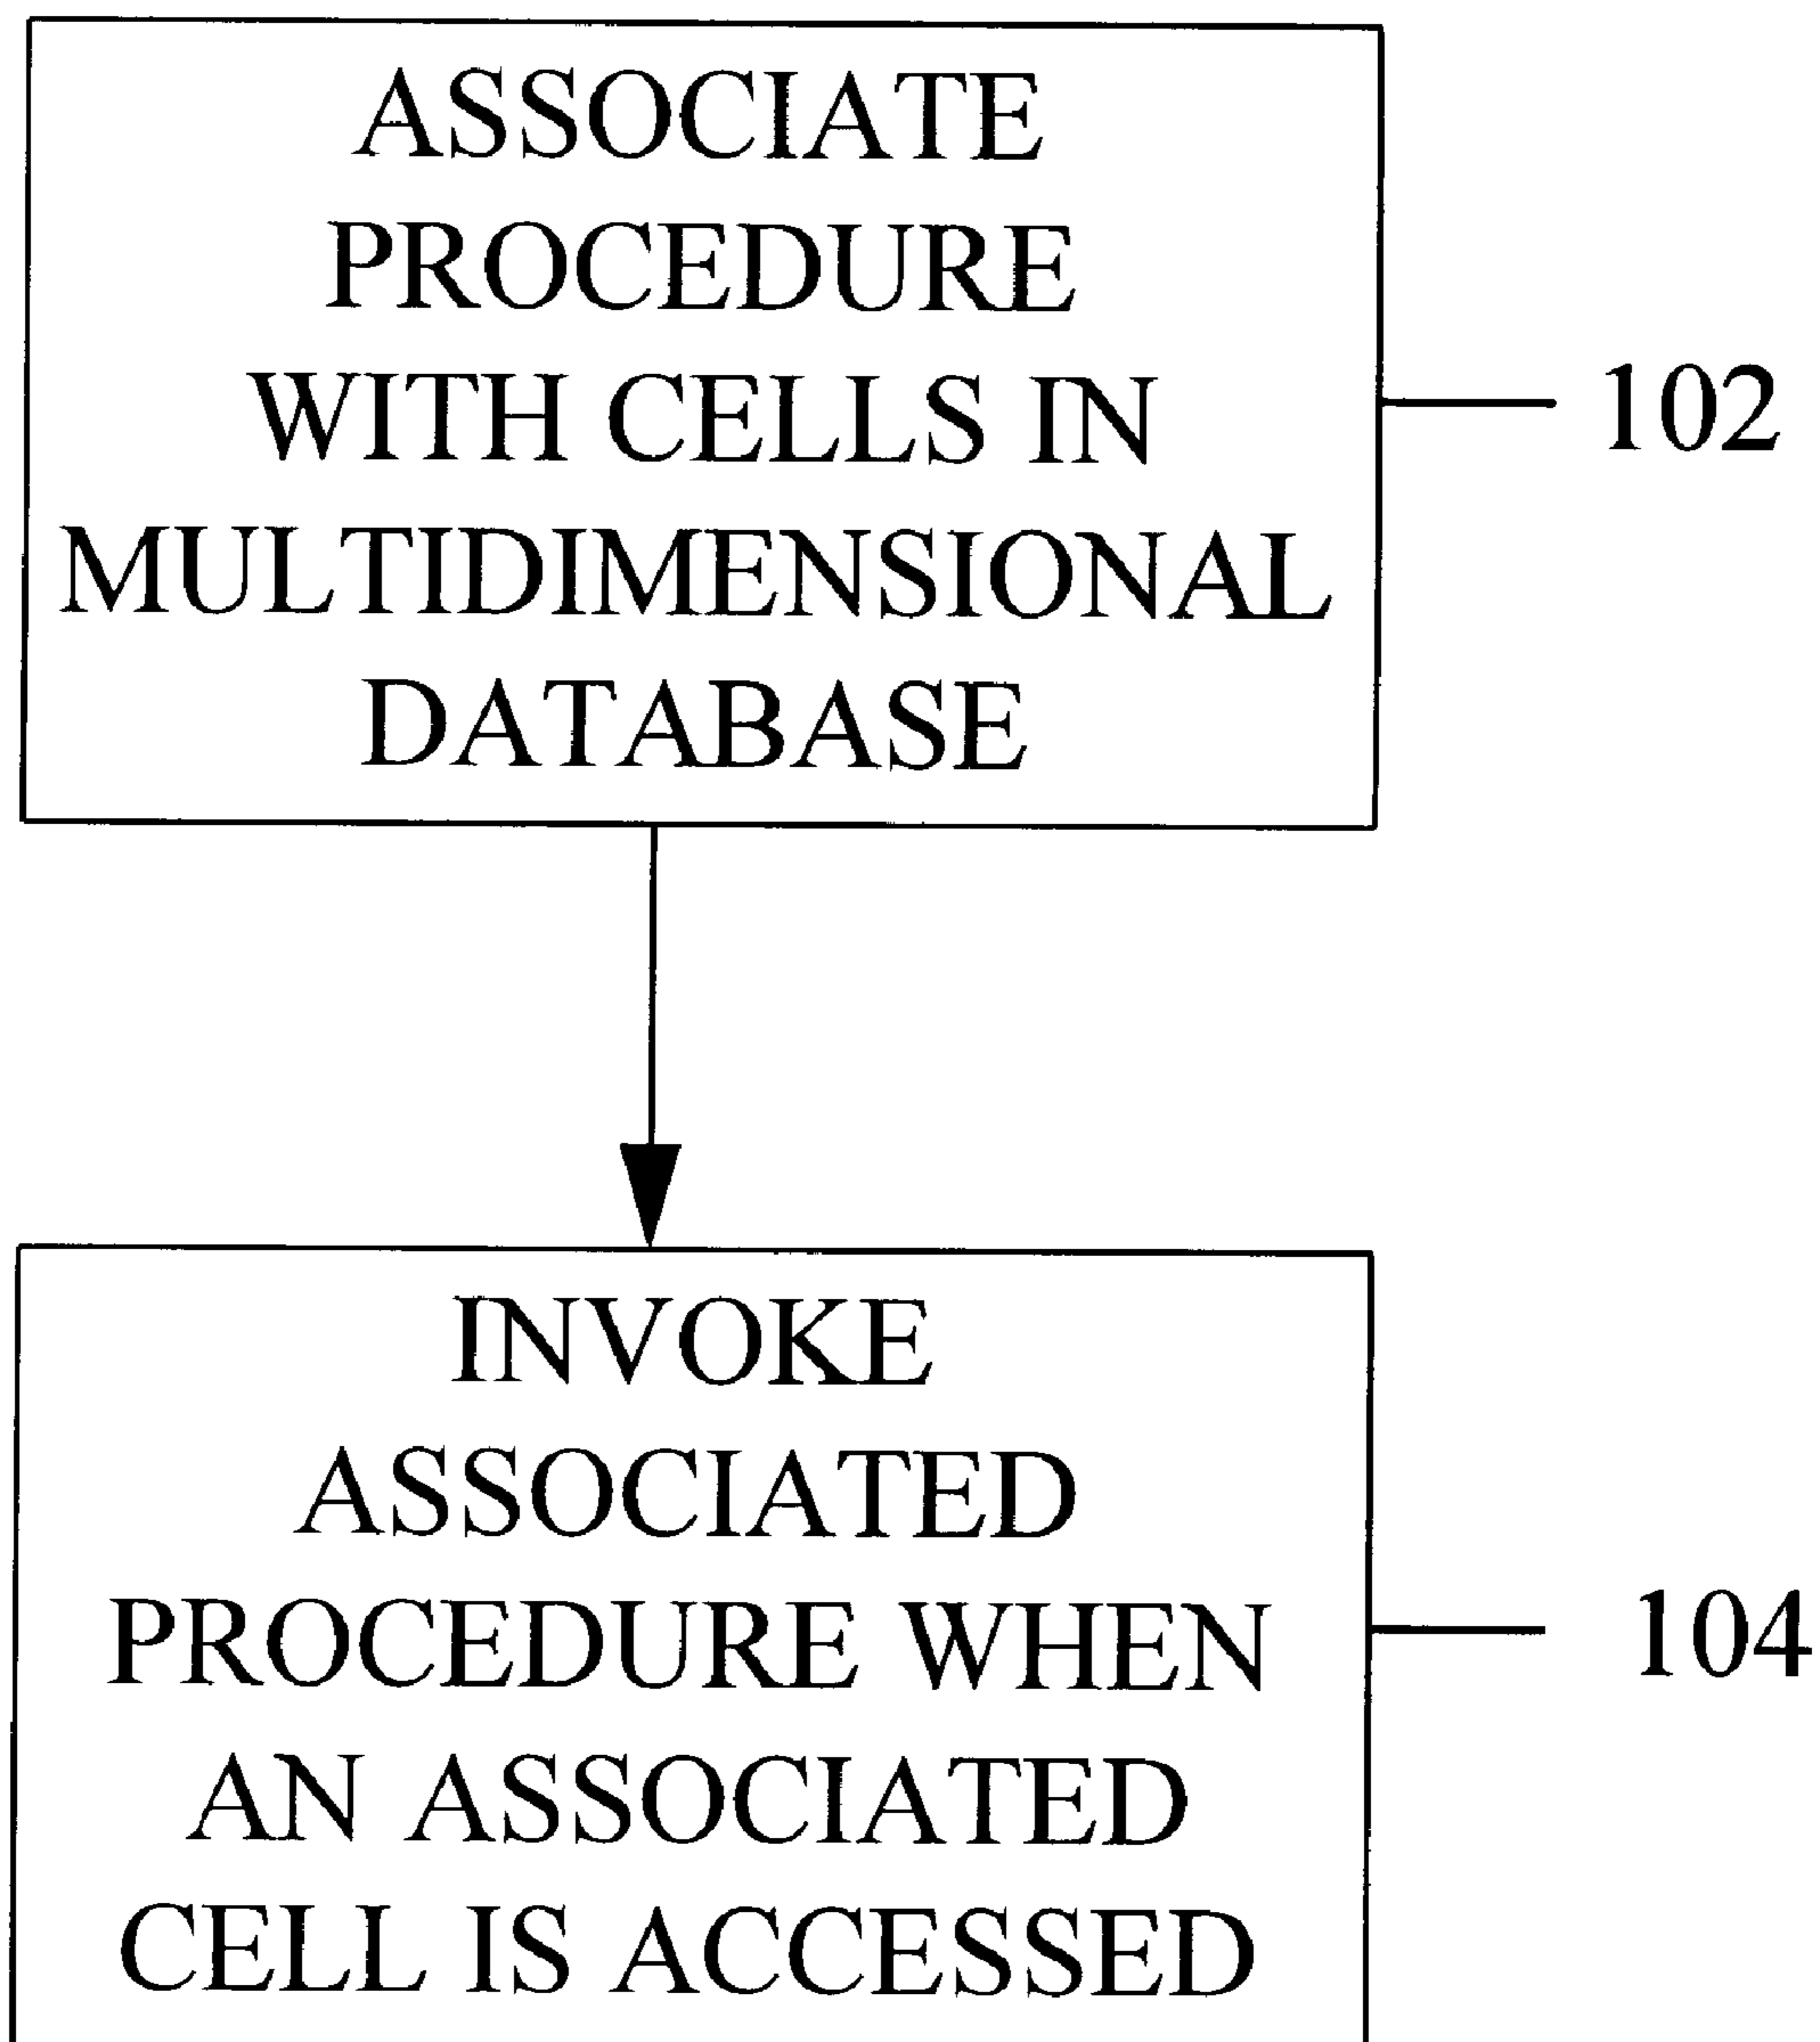 ASSOCIATE
PROCEDURE
WITH CELLS IN
MULTIDIMENSIONAL
DATABASE
102
INVOKE
ASSOCIATED
PROCEDURE WHEN
AN ASSOCIATED
CELL IS ACCESSED
104